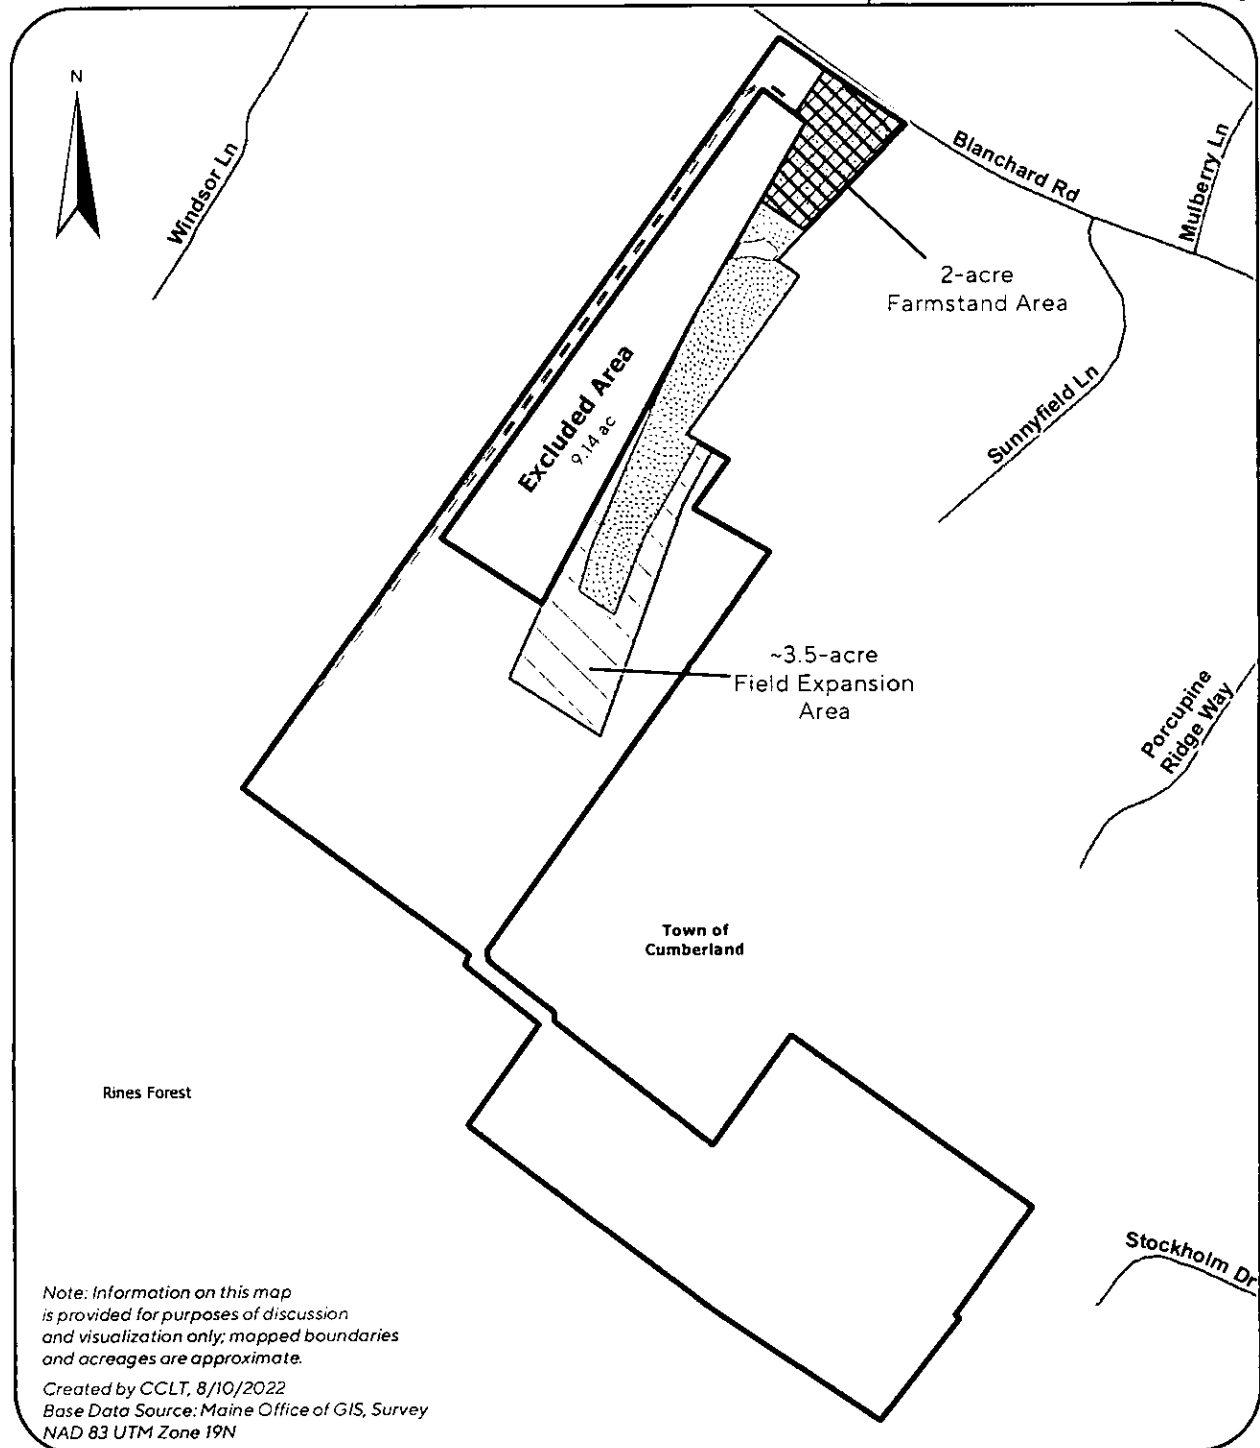 N
Windsor Ln
Blanchard Rd
Mulberry Ln
2-acre
Farmstand Area
Sunnyfield Ln
Excluded Area
9.14 ac
~3.5-acre
Field Expansion
Area
Porcupine
Ridge Way
Town of
Cumberland
Rines Forest
Stockholm Dr
Note: Information on this map
is provided for purposes of discussion
and visualization only; mapped boundaries
and acreages are approximate.
Created by CCLT, 8/10/2022
Base Data Source: Maine Office of GIS, Survey
NAD 83 UTM Zone 19N